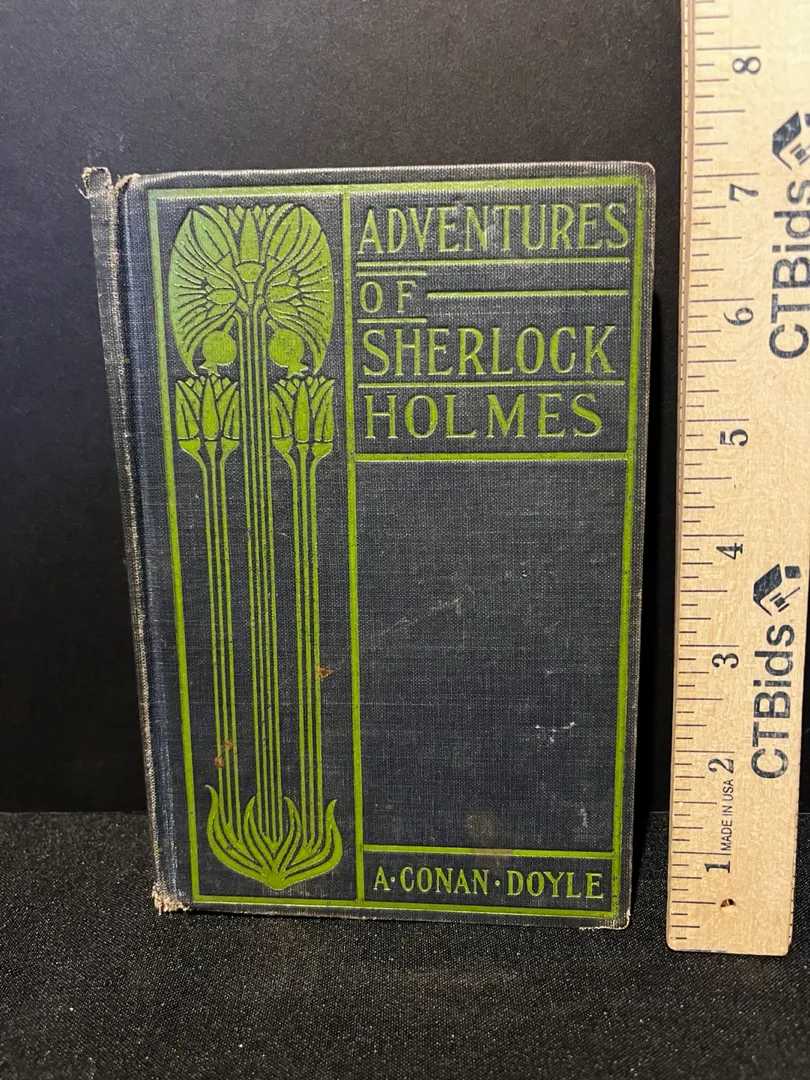 ADVENTURES
OF
SHERLOCK
HOLMES
A·CONAN·DOYLE
8
7
6
5
4
3
2
1
MADE IN USA
CTBids
CTBids